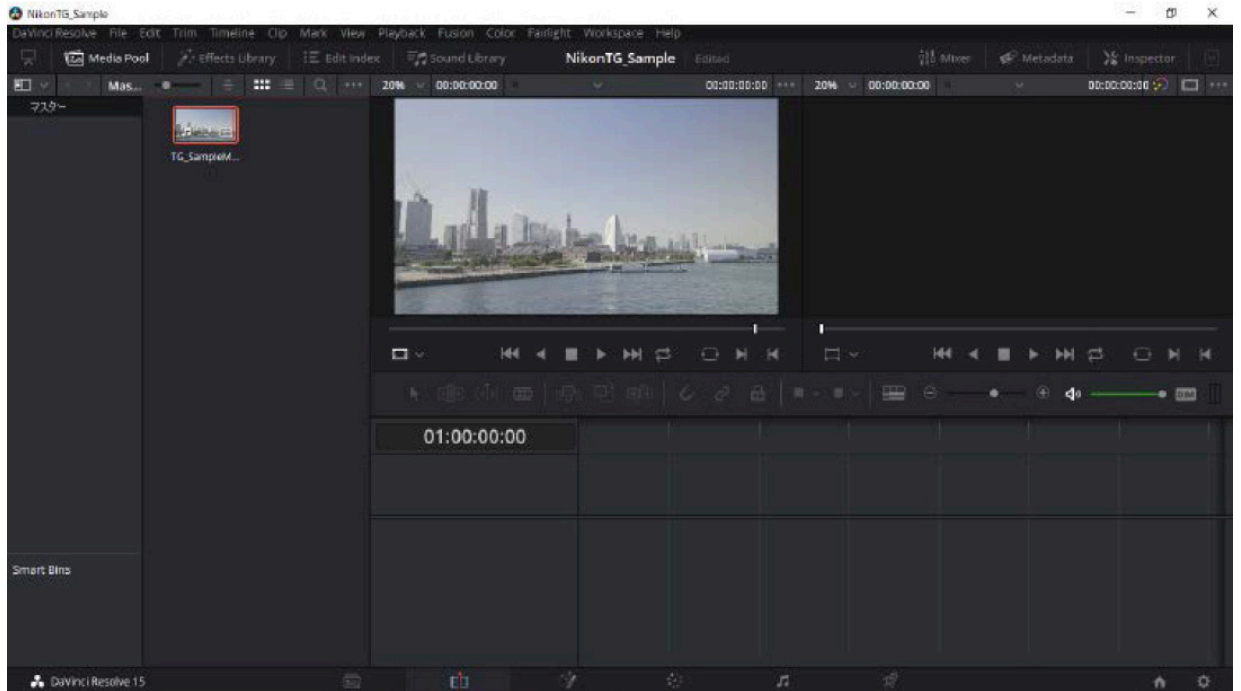 NikonTG_Sample
DaVinci Resolve File Edit Trim Timeline Clip Mark View Playback Fusion Color Fairlight Workspace Help
Media Pool Effects Library Edit Index Sound Library NikonTG_Sample Edited Mixer Metadata Inspector
Mas... 20% 00:00:00:00 00:00:00:00 20% 00:00:00:00 00:00:00:00
マスター
TG_SampleM...
DIM
01:00:00:00
Smart Bins
DaVinci Resolve 15